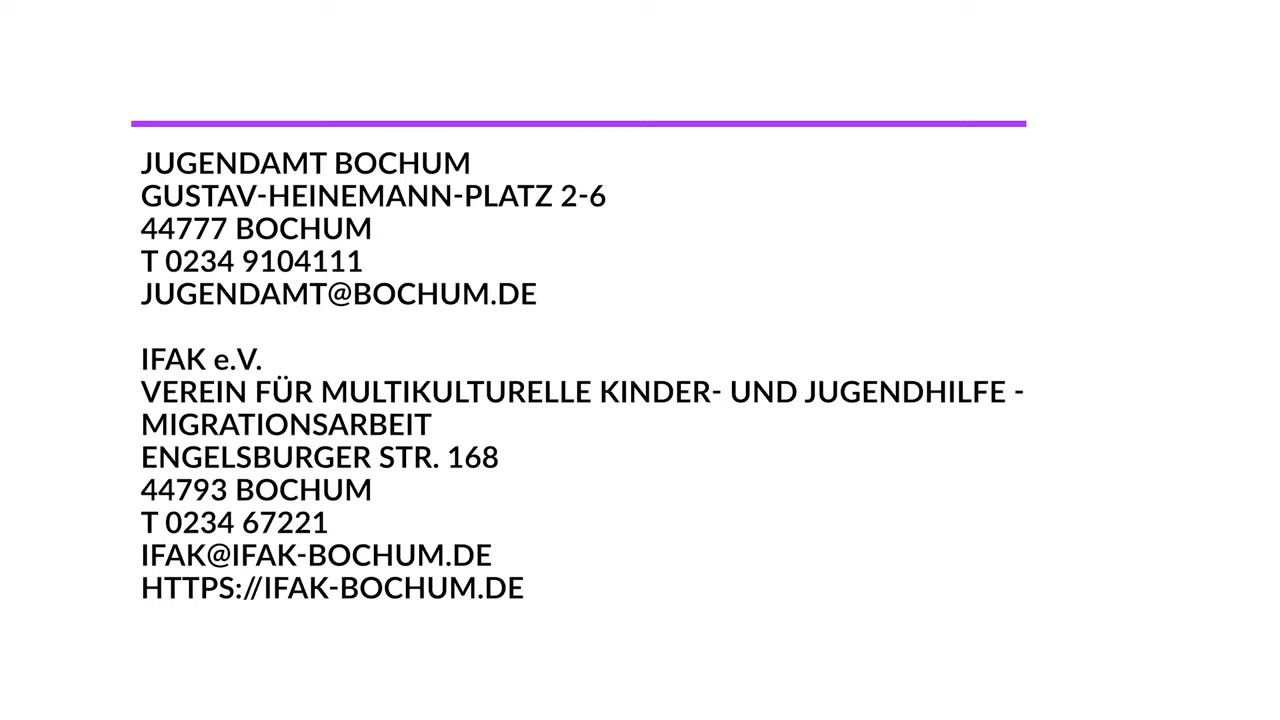 JUGENDAMT BOCHUM
GUSTAV-HEINEMANN-PLATZ 2-6
44777 BOCHUM
T 0234 9104111
JUGENDAMT@BOCHUM.DE
IFAK e.V.
VEREIN FÜR MULTIKULTURELLE KINDER- UND JUGENDHILFE -
MIGRATIONSARBEIT
ENGELSBURGER STR. 168
44793 BOCHUM
T 0234 67221
IFAK@IFAK-BOCHUM.DE
HTTPS://IFAK-BOCHUM.DE